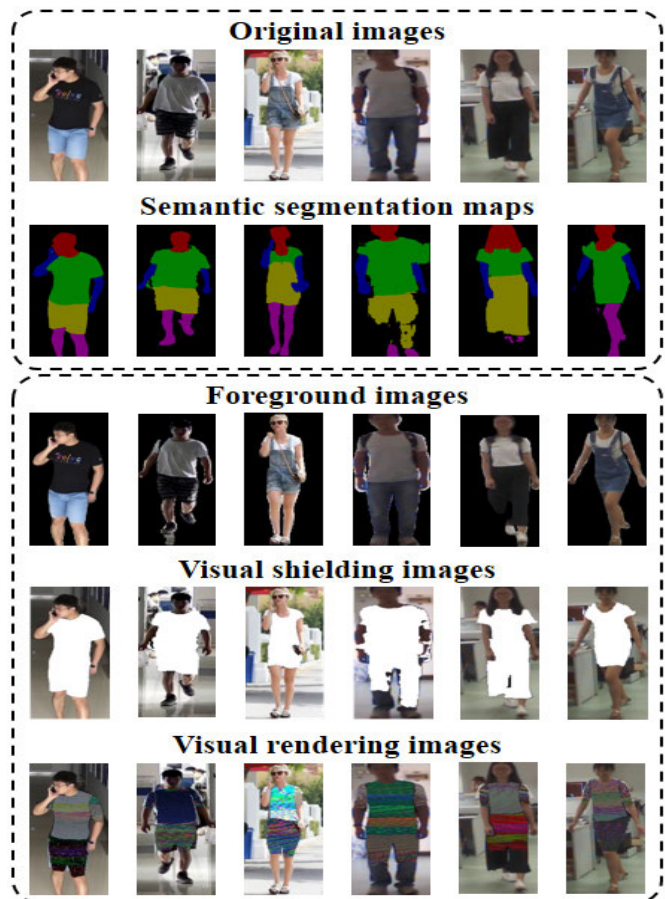 Original images
Semantic segmentation maps
Foreground images
Visual shielding images
Visual rendering images